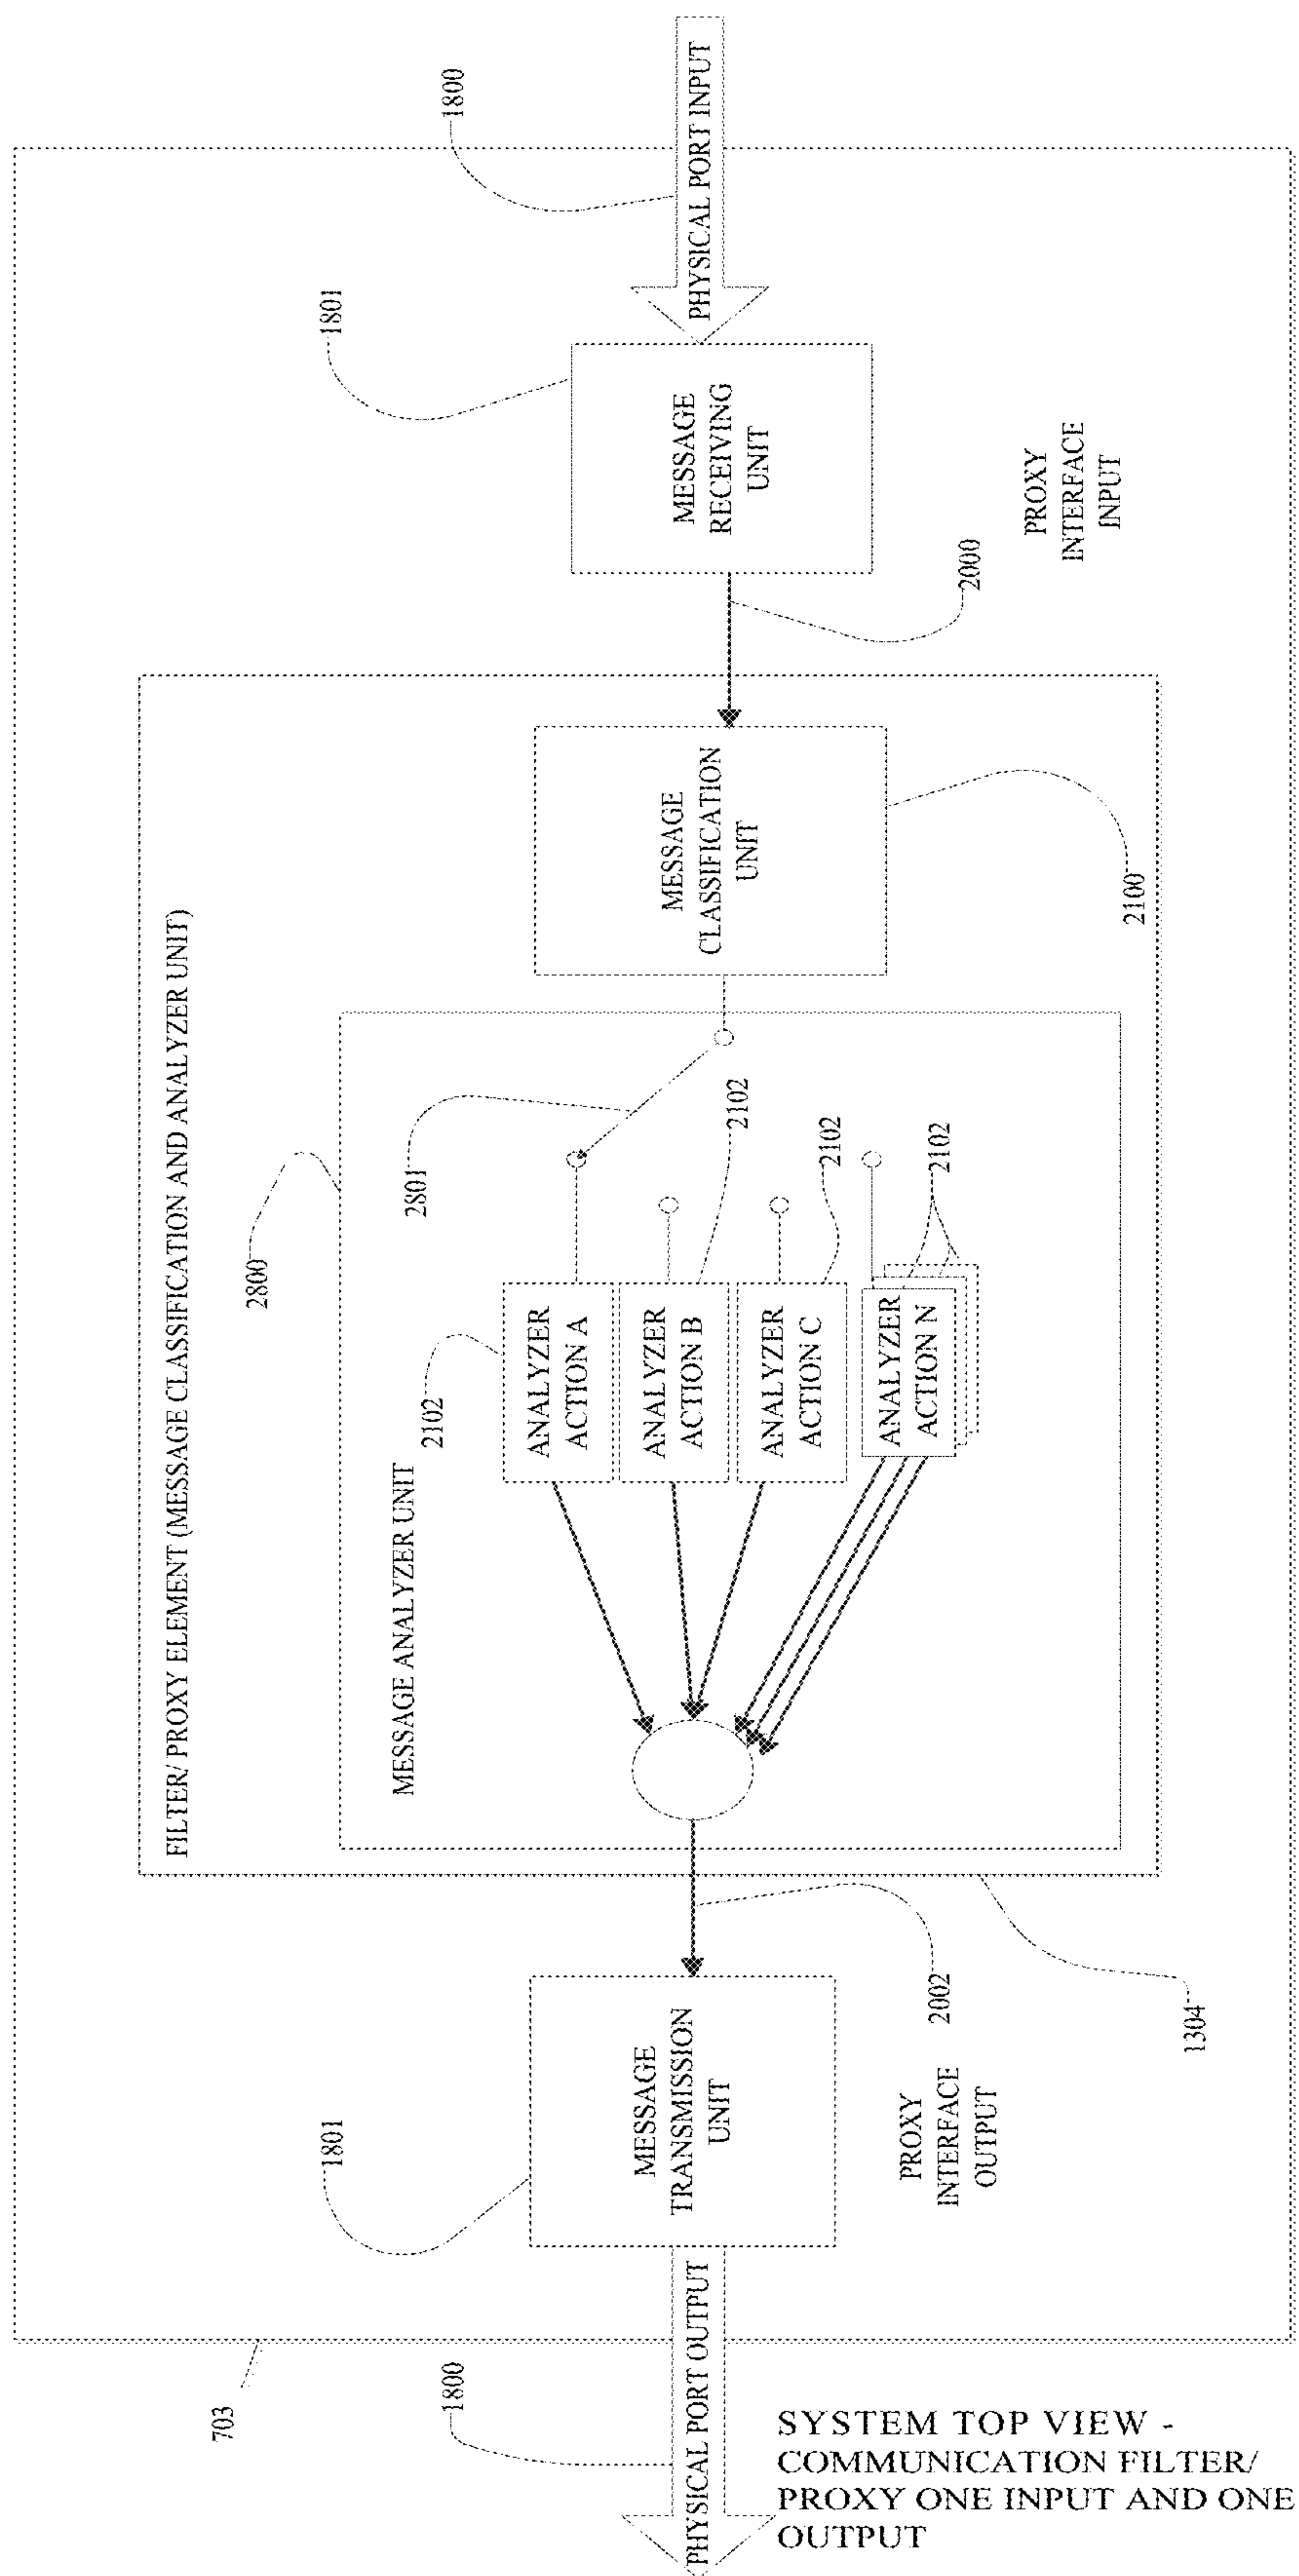 1800
PHYSICAL PORT INPUT
1801
MESSAGE
RECEIVING
UNIT
2000
PROXY
INTERFACE
INPUT
FILTER/ PROXY ELEMENT (MESSAGE CLASSIFICATION AND ANALYZER UNIT)
MESSAGE
CLASSIFICATION
UNIT
2100
2800
2801
MESSAGE ANALYZER UNIT
2102
ANALYZER
ACTION A
2102
ANALYZER
ACTION B
2102
ANALYZER
ACTION C
2102
ANALYZER
ACTION N
2002
1304
1801
MESSAGE
TRANSMISSION
UNIT
PROXY
INTERFACE
OUTPUT
703
1800
PHYSICAL PORT OUTPUT
SYSTEM TOP VIEW -
COMMUNICATION FILTER/
PROXY ONE INPUT AND ONE
OUTPUT